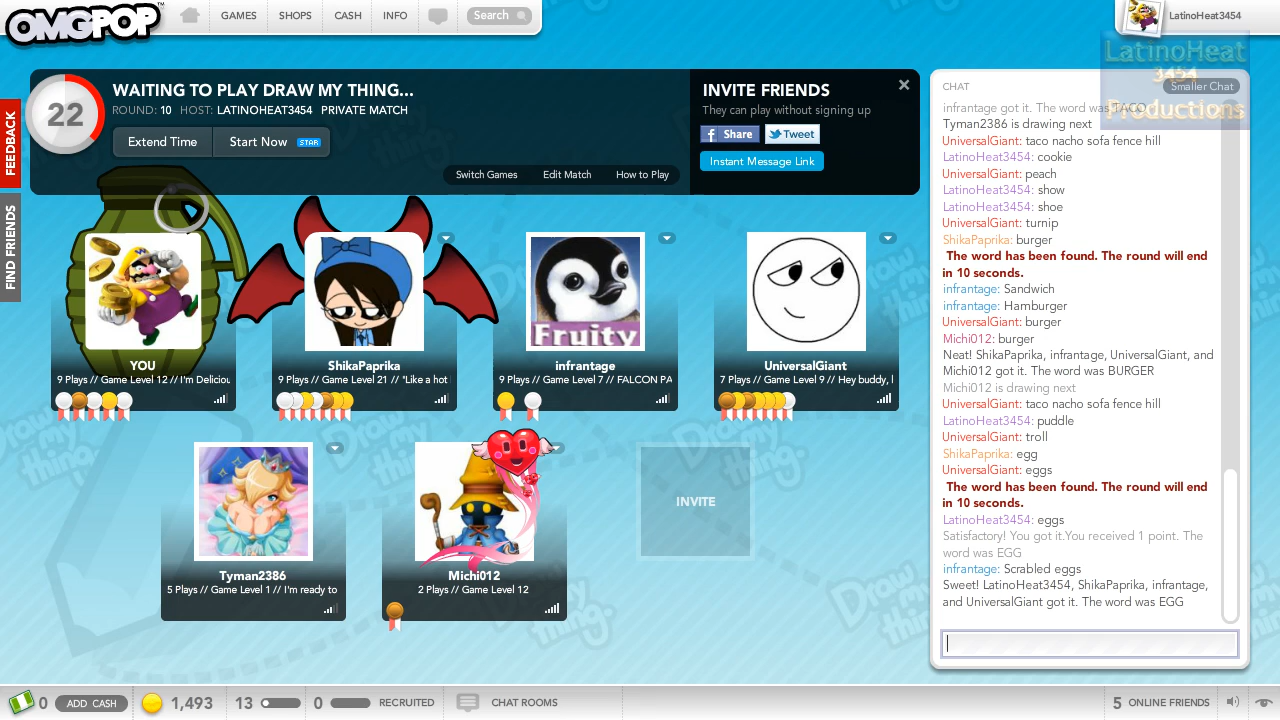 OMGPOP™
GAMES
SHOPS
CASH
INFO
Search
LatinoHeat3454
LatinoHeat
3454
Productions
FEEDBACK
FIND FRIENDS
22
WAITING TO PLAY DRAW MY THING...
ROUND: 10 HOST: LATINOHEAT3454 PRIVATE MATCH
Extend Time
Start Now STAR
Switch Games
Edit Match
How to Play
INVITE FRIENDS
They can play without signing up
f Share
Tweet
Instant Message Link
YOU
9 Plays // Game Level 12 // I'm Deliciou
ShikaPaprika
9 Plays // Game Level 21 // "Like a hot
Fruity
infrantage
9 Plays // Game Level 7 // FALCON PA
UniversalGiant
7 Plays // Game Level 9 // Hey buddy, I
Tyman2386
5 Plays // Game Level 1 // I'm ready to
Michi012
2 Plays // Game Level 12
INVITE
Draw my thing.
CHAT
Smaller Chat
infrantage got it. The word was TACO
Tyman2386 is drawing next
UniversalGiant: taco nacho sofa fence hill
LatinoHeat3454: cookie
UniversalGiant: peach
LatinoHeat3454: show
LatinoHeat3454: shoe
UniversalGiant: turnip
ShikaPaprika: burger
The word has been found. The round will end
in 10 seconds.
infrantage: Sandwich
infrantage: Hamburger
UniversalGiant: burger
Michi012: burger
Neat! ShikaPaprika, infrantage, UniversalGiant, and
Michi012 got it. The word was BURGER
Michi012 is drawing next
UniversalGiant: taco nacho sofa fence hill
LatinoHeat3454: puddle
UniversalGiant: troll
ShikaPaprika: egg
UniversalGiant: eggs
The word has been found. The round will end
in 10 seconds.
LatinoHeat3454: eggs
Satisfactory! You got it.You received 1 point. The
word was EGG
infrantage: Scrabled eggs
Sweet! LatinoHeat3454, ShikaPaprika, infrantage,
and UniversalGiant got it. The word was EGG
0
ADD CASH
1,493
13
0
RECRUITED
CHAT ROOMS
5 ONLINE FRIENDS